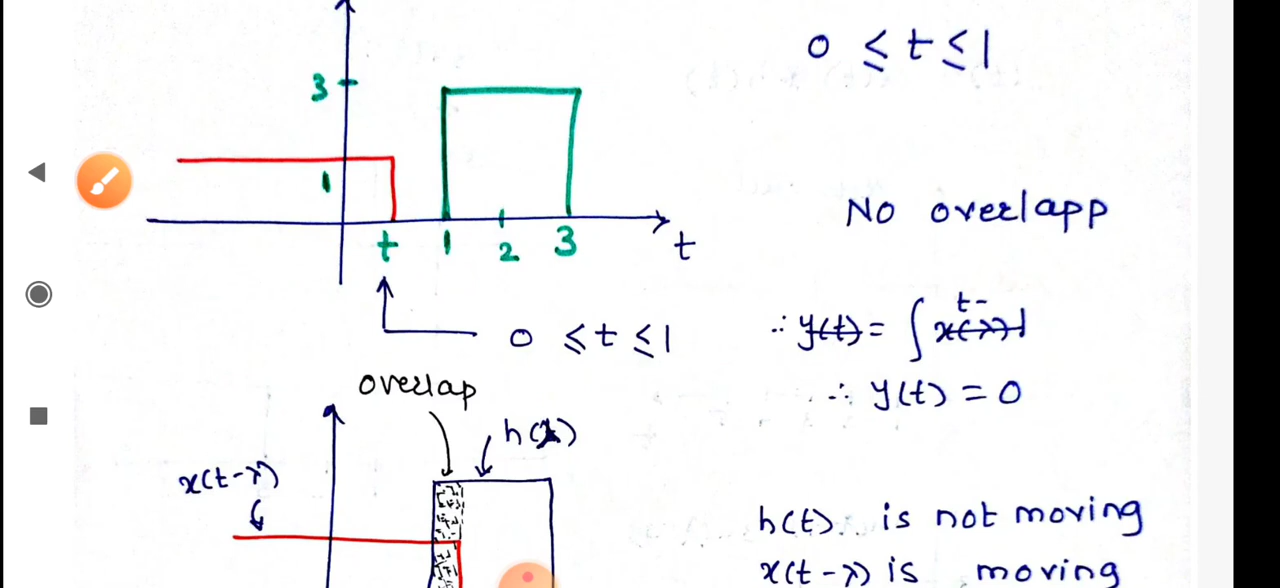 0 ≤ t ≤ 1
3
1
t 1 2 3 t
No overlapp
0 ≤ t ≤ 1
∴ y(t) = ∫ x(λ) t-
∴ y(t) = 0
overlap
h(λ)
x(t-λ)
h(t) is not moving
x(t-λ) is moving